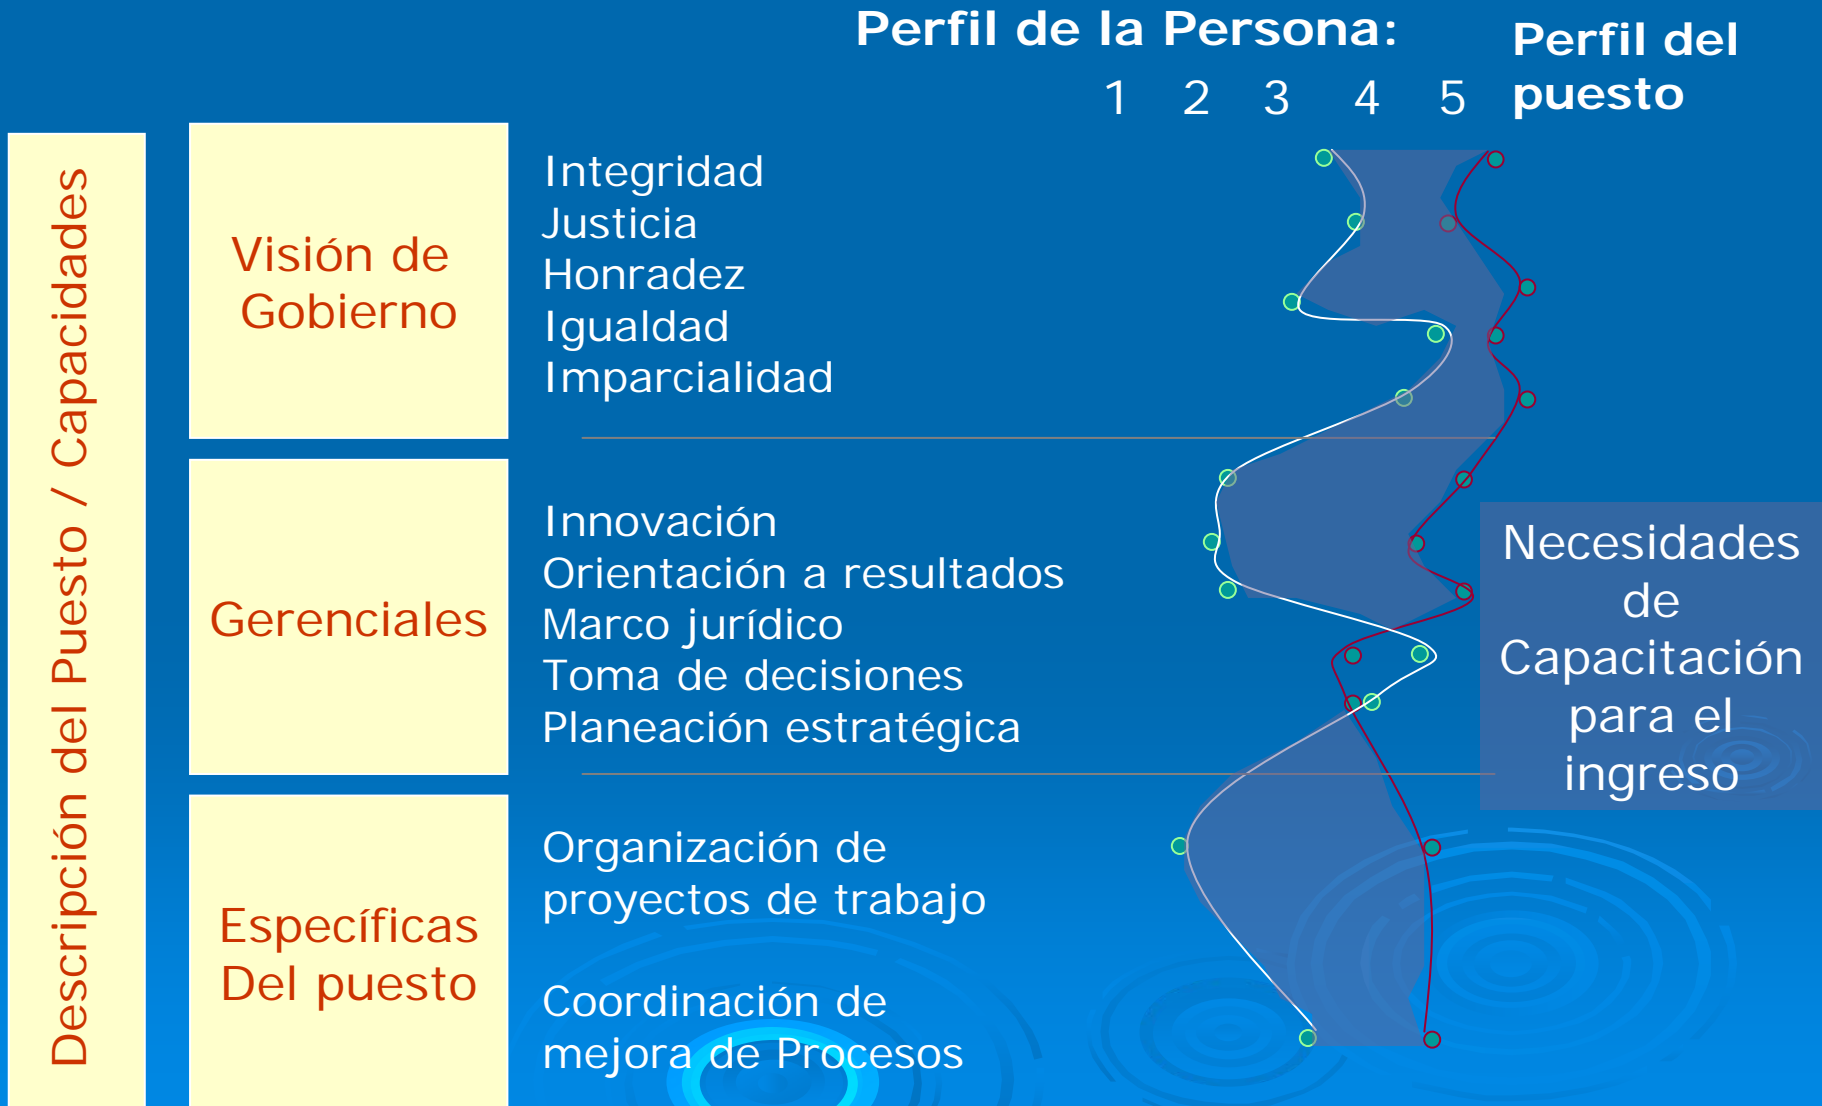 Perfil de la Persona:
Perfil del
puesto
1 2 3 4 5
Descripción del Puesto / Capacidades
Visión de
Gobierno
Integridad
Justicia
Honradez
Igualdad
Imparcialidad
Gerenciales
Innovación
Orientación a resultados
Marco jurídico
Toma de decisiones
Planeación estratégica
Necesidades
de
Capacitación
para el
ingreso
Específicas
Del puesto
Organización de
proyectos de trabajo
Coordinación de
mejora de Procesos